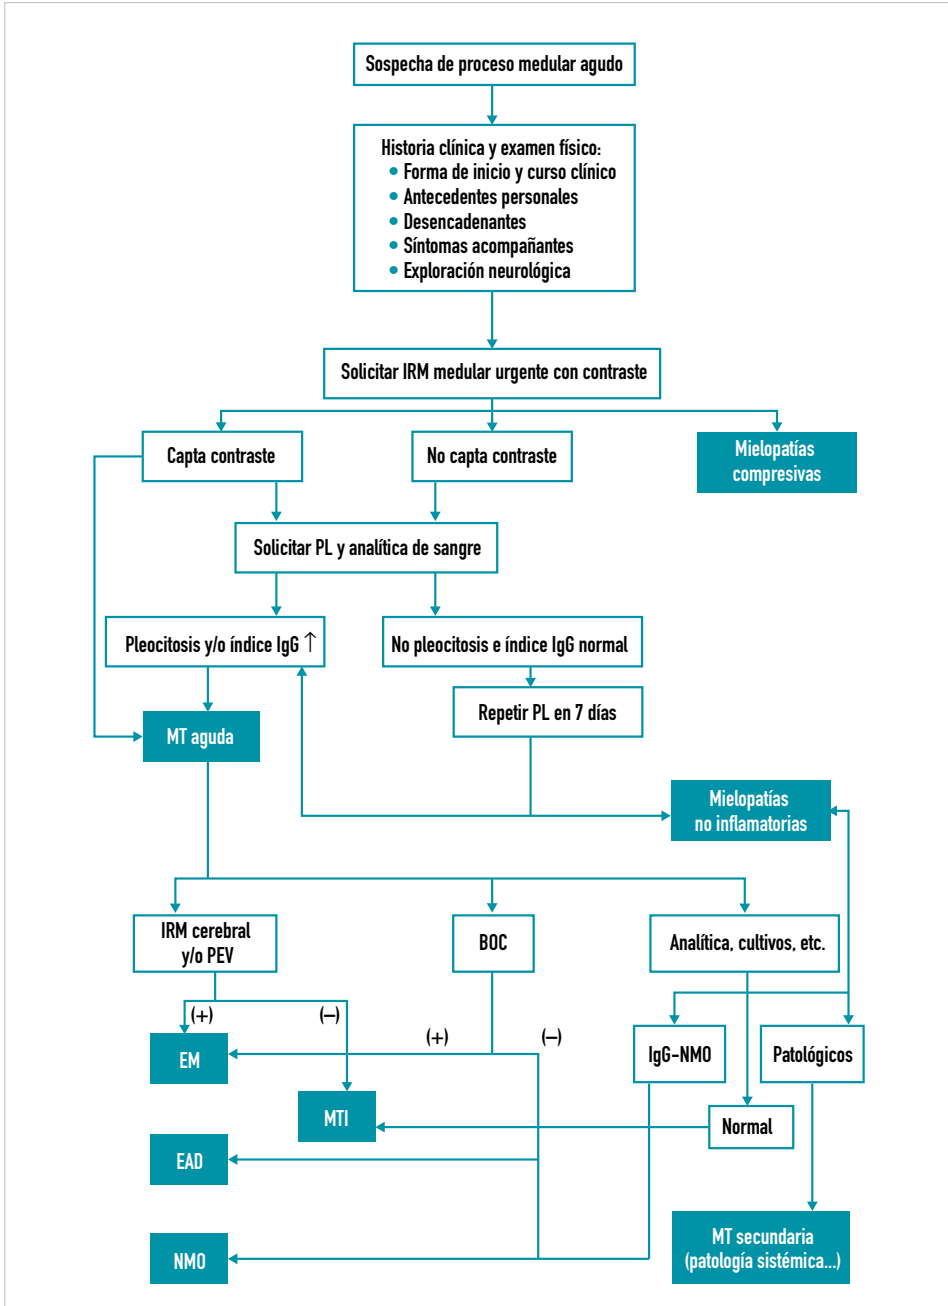 Sospecha de proceso medular agudo
Historia clínica y examen físico:
• Forma de inicio y curso clínico
• Antecedentes personales
• Desencadenantes
• Síntomas acompañantes
• Exploración neurológica
Solicitar IRM medular urgente con contraste
Capta contraste
No capta contraste
Mielopatías
compresivas
Solicitar PL y analítica de sangre
Pleocitosis y/o índice IgG ↑
No pleocitosis e índice IgG normal
Repetir PL en 7 días
MT aguda
Mielopatías
no inflamatorias
IRM cerebral
y/o PEV
BOC
Analítica, cultivos, etc.
(+)
(–)
(+)
(–)
EM
IgG-NMO
Patológicos
MTI
Normal
EAD
NMO
MT secundaria
(patología sistémica...)